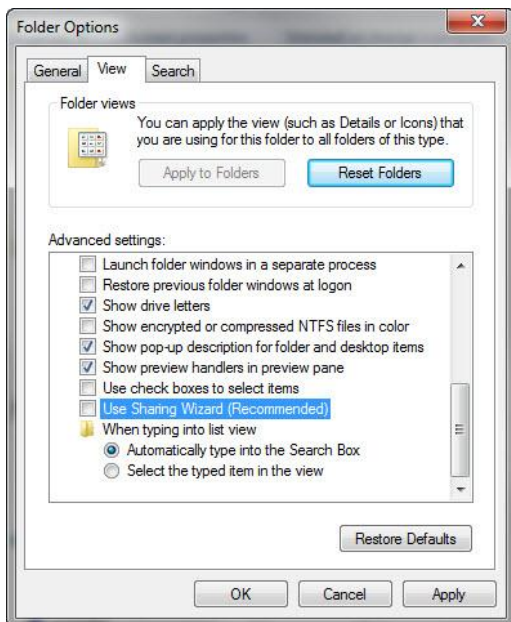 Folder Options
General
View
Search
Folder views
You can apply the view (such as Details or Icons) that
you are using for this folder to all folders of this type.
Apply to Folders
Reset Folders
Advanced settings:
Launch folder windows in a separate process
Restore previous folder windows at logon
Show drive letters
Show encrypted or compressed NTFS files in color
Show pop-up description for folder and desktop items
Show preview handlers in preview pane
Use check boxes to select items
Use Sharing Wizard (Recommended)
When typing into list view
Automatically type into the Search Box
Select the typed item in the view
Restore Defaults
OK
Cancel
Apply